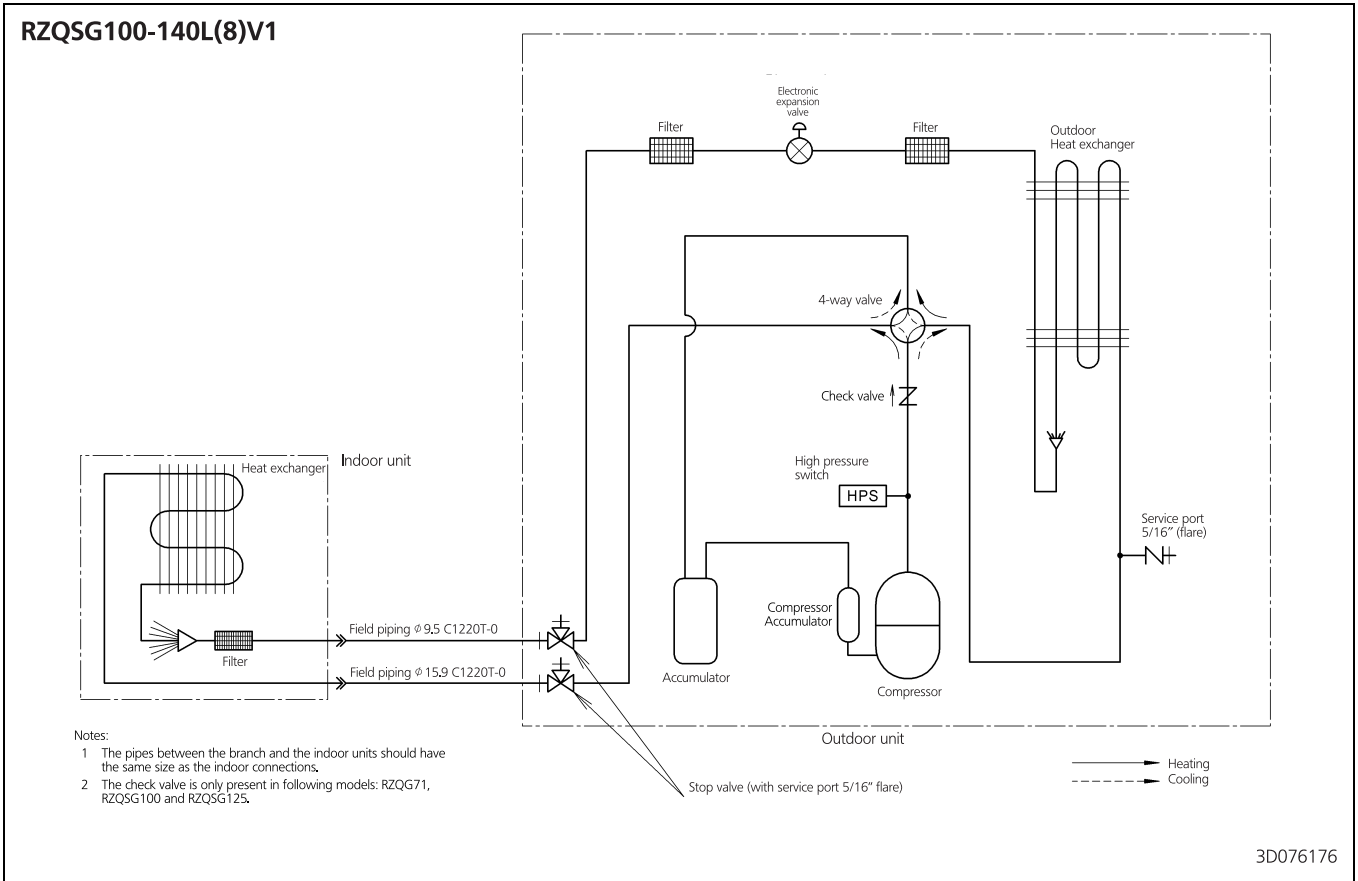 RZQSG100-140L(8)V1
Electronic
expansion
valve
Filter
Filter
Outdoor
Heat exchanger
4-way valve
Check valve
High pressure
switch
HPS
Service port
5/16" (flare)
Heat exchanger
Indoor unit
Compressor
Accumulator
Field piping ϕ 9.5 C1220T-0
Filter
Field piping ϕ 15.9 C1220T-0
Accumulator
Compressor
Outdoor unit
Notes:
1 The pipes between the branch and the indoor units should have
the same size as the indoor connections.
2 The check valve is only present in following models: RZQG71,
RZQSG100 and RZQSG125.
Stop valve (with service port 5/16" flare)
Heating
Cooling
3D076176